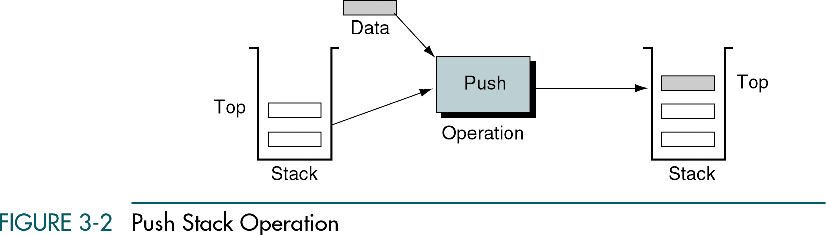 Data
Push
Top
Top
Operation
Stack
Stack
FIGURE 3-2 Push Stack Operation